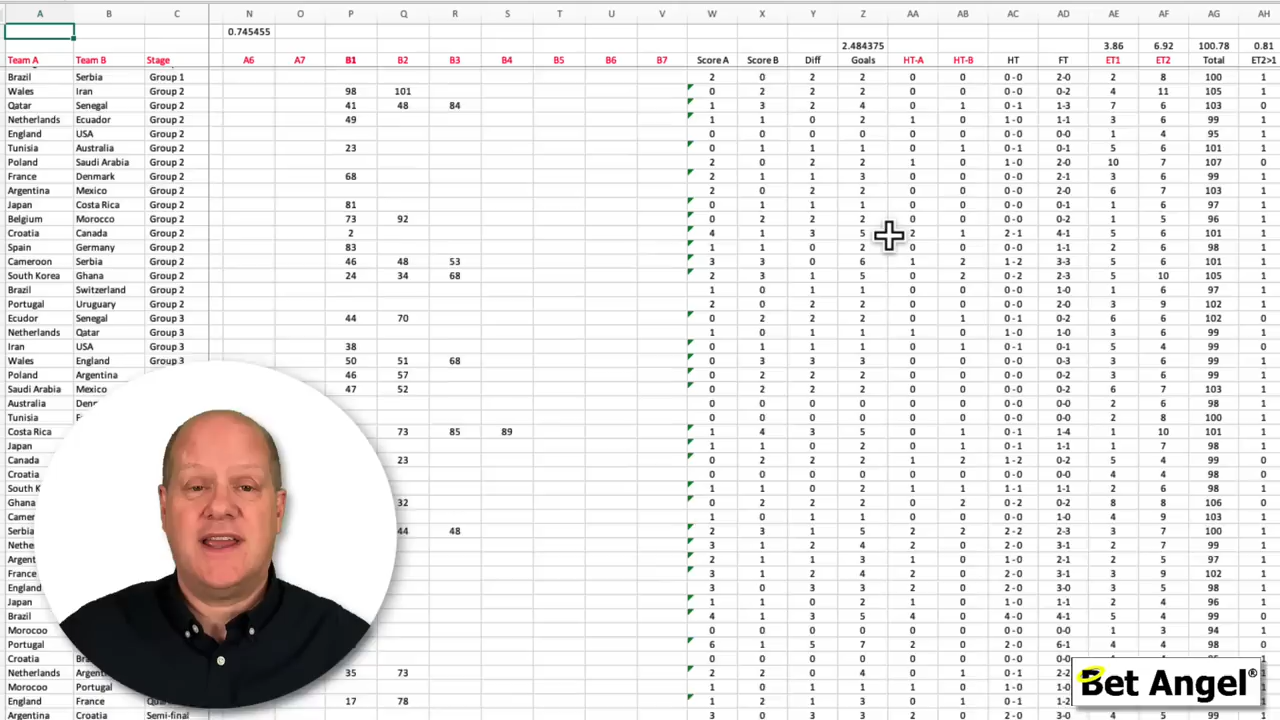 A B C N O P Q R S T U V W X Y Z AA AB AC AD AE AF AG AH
0.745455
2.484375 3.86 6.92 100.78 0.81
Team A Team B Stage A6 A7 B1 B2 B3 B4 B5 B6 B7 Score A Score B Diff Goals HT-A HT-B HT FT ET1 ET2 Total ET2>1
Brazil Serbia Group 1 2 0 2 2 0 0 0 - 0 2-0 2 8 100 1
Wales Iran Group 2 98 101 0 2 2 2 0 0 0 - 0 0-2 4 11 105 1
Qatar Senegal Group 2 41 48 84 1 3 2 4 0 1 0 - 1 1-3 7 6 103 0
Netherlands Ecuador Group 2 49 1 1 0 2 1 0 1 - 0 1-1 3 6 99 1
England USA Group 2 0 0 0 0 0 0 0 - 0 0-0 1 4 95 1
Tunisia Australia Group 2 23 0 1 1 1 0 1 0 - 1 0-1 5 6 101 1
Poland Saudi Arabia Group 2 2 0 2 2 1 0 1 - 0 2-0 10 7 107 0
France Denmark Group 2 68 2 1 1 3 0 0 0 - 0 2-1 3 6 99 1
Argentina Mexico Group 2 2 0 2 2 0 0 0 - 0 2-0 6 7 103 1
Japan Costa Rica Group 2 81 0 1 1 1 0 0 0 - 0 0-1 1 6 97 1
Belgium Morocco Group 2 73 92 0 2 2 2 0 0 0 - 0 0-2 1 5 96 1
Croatia Canada Group 2 2 4 1 3 5 2 1 2 - 1 4-1 5 6 101 1
Spain Germany Group 2 83 1 1 0 2 0 0 0 - 0 1-1 2 6 98 1
Cameroon Serbia Group 2 46 48 53 3 3 0 6 1 2 1 - 2 3-3 5 6 101 1
South Korea Ghana Group 2 24 34 68 2 3 1 5 0 2 0 - 2 2-3 5 10 105 1
Brazil Switzerland Group 2 1 0 1 1 0 0 0 - 0 1-0 1 6 97 1
Portugal Uruguary Group 2 2 0 2 2 0 0 0 - 0 2-0 3 9 102 1
Ecudor Senegal Group 3 44 70 0 2 2 2 0 1 0 - 1 0-2 6 6 102 0
Netherlands Qatar Group 3 1 0 1 1 1 0 1 - 0 1-0 3 6 99 1
Iran USA Group 3 38 0 1 1 1 0 1 0 - 1 0-1 5 4 99 0
Wales England Group 3 50 51 68 0 3 3 3 0 0 0 - 0 0-3 3 6 99 1
Poland Argentina 46 57 0 2 2 2 0 0 0 - 0 0-2 3 6 99 1
Saudi Arabia Mexico 47 52 0 2 2 2 0 0 0 - 0 0-2 6 7 103 1
Australia 0 0 0 0 0 0 0 - 0 0-0 2 6 98 1
Tunisia 0 0 0 0 0 0 0 - 0 0-0 2 8 100 1
Costa Rica 73 85 89 1 4 3 5 0 1 0 - 1 1-4 1 10 101 1
Japan 1 1 0 2 0 1 0 - 1 1-1 1 7 98 1
Canada 23 0 2 2 2 1 2 1 - 2 0-2 5 4 99 0
Croatia 0 0 0 0 0 0 0 - 0 0-0 4 4 98 0
South K 1 1 0 2 1 1 1 - 1 1-1 2 6 98 1
Ghana 32 0 2 2 2 0 2 0 - 2 0-2 8 8 106 0
Came 1 0 1 1 0 0 0 - 0 1-0 4 9 103 1
Serbia 44 48 2 3 1 5 2 2 2 - 2 2-3 3 7 100 1
Nethe 3 1 2 4 2 0 2 - 0 3-1 2 7 99 1
Argent 2 1 1 3 1 0 1 - 0 2-1 2 5 97 1
France 3 1 2 4 2 0 2 - 0 3-1 3 9 102 1
England 3 0 3 3 2 0 2 - 0 3-0 3 5 98 1
Japan 1 1 0 2 1 0 1 - 0 1-1 2 4 96 1
Brazil 4 1 3 5 4 0 4 - 0 4-1 5 4 99 0
Morocoo 0 0 0 0 0 0 0 - 0 0-0 1 3 94 1
Portugal 6 1 5 7 2 0 2 - 0 6-1 4 4 98 0
Croatia 0 0 0 0 0 0 0 - 0 0-0
Netherlands 35 73 2 2 0 4 1 0 1 - 0
Morocoo Portugal 1 0 1 1 1 0 1 - 0
England France 17 78 1 2 1 3 0 1 0 - 1
Argentina Croatia Semi-final 3 0 3 3 2 0 2 - 0
Bet Angel®